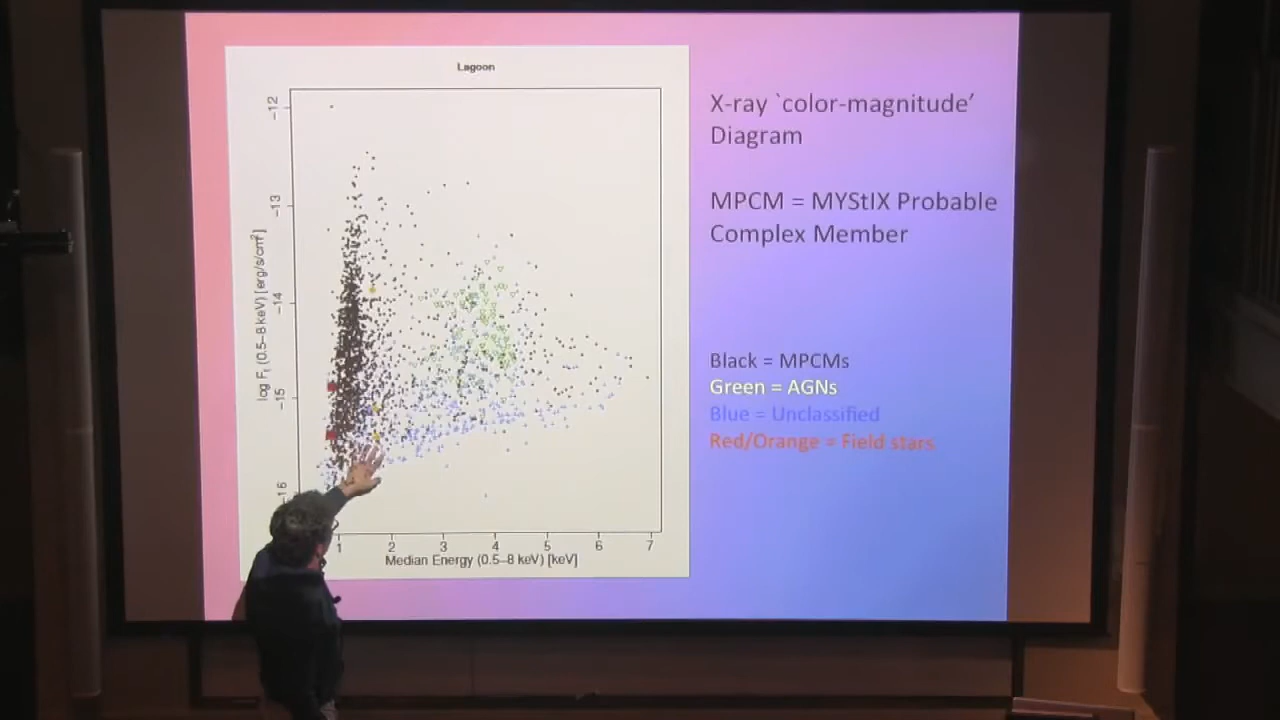 Lagoon
X-ray `color-magnitude'
Diagram
MPCM = MYStIX Probable
Complex Member
Black = MPCMs
Green = AGNs
Blue = Unclassified
Red/Orange = Field stars
-12
-13
-14
-15
-16
log Ft (0.5-8 keV) [erg/s/cm2]
1 2 3 4 5 6 7
Median Energy (0.5-8 keV) [keV]